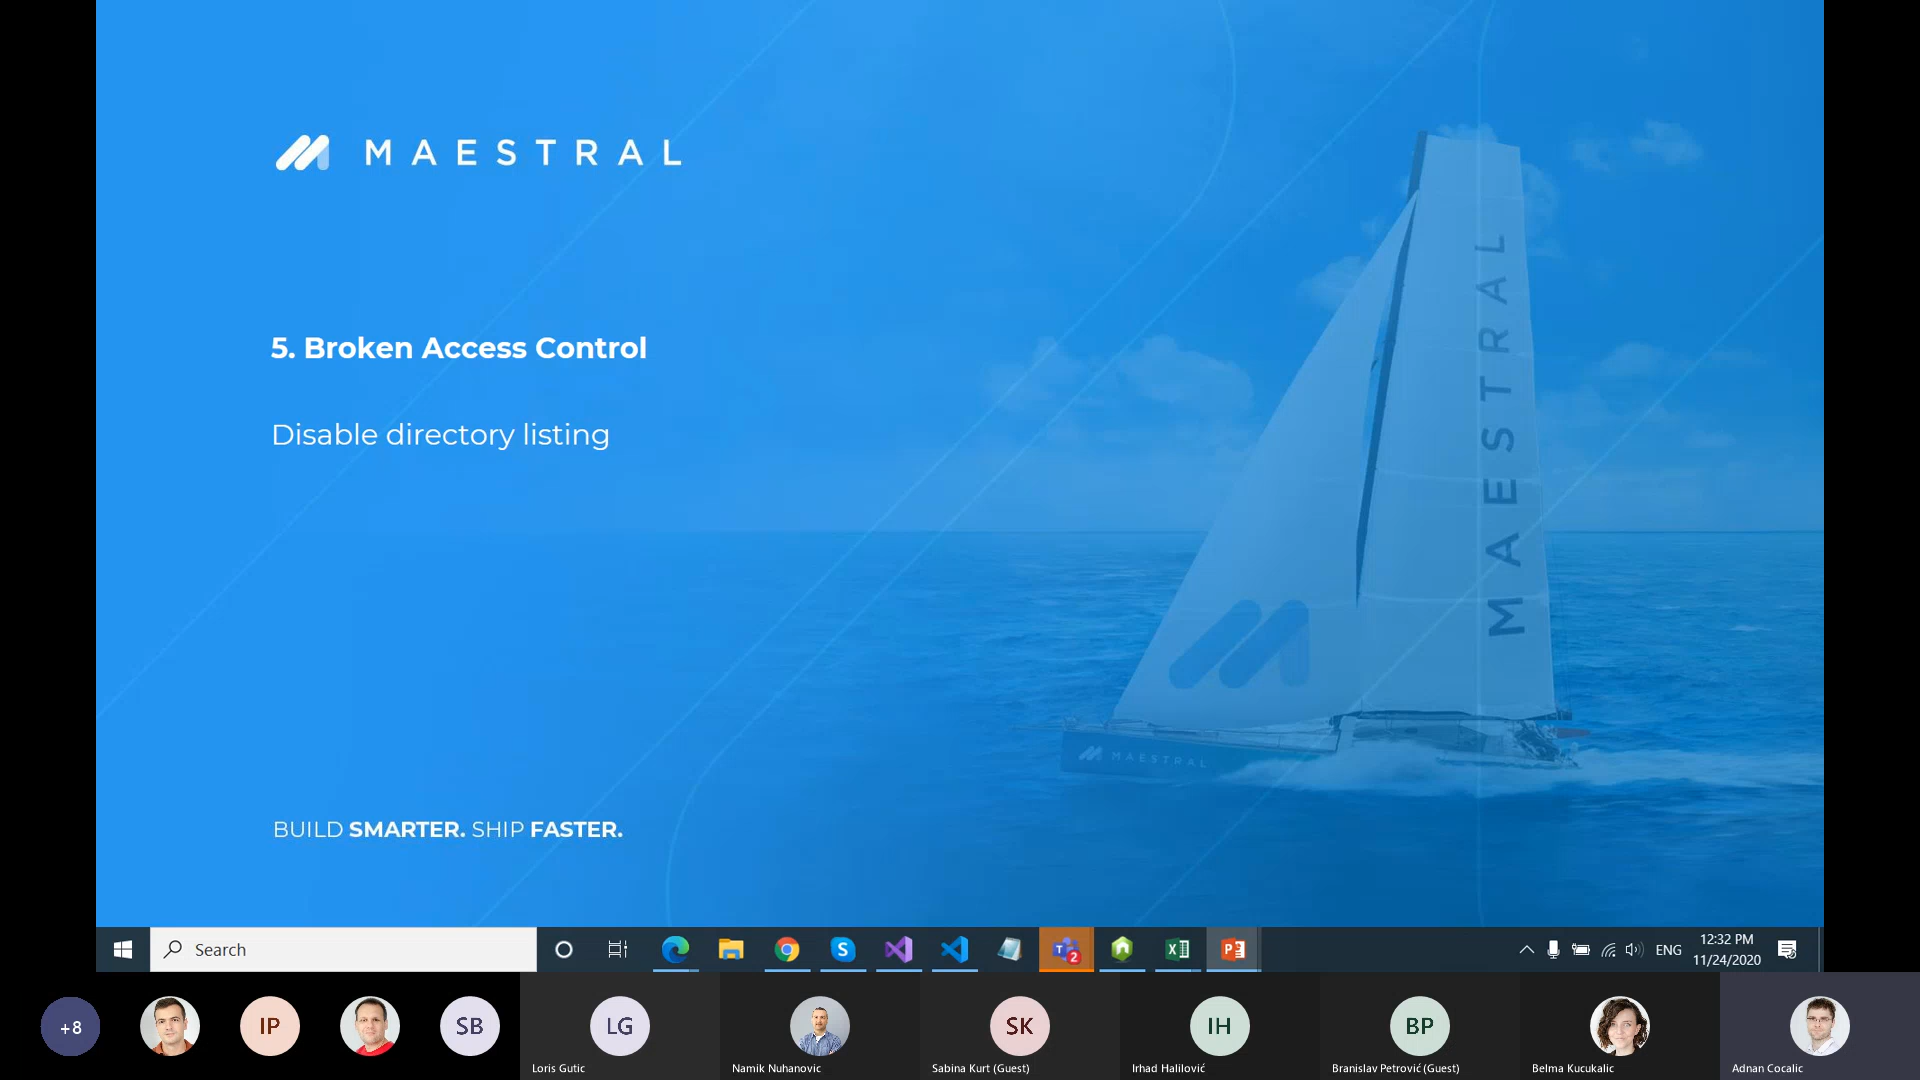 MAESTRAL
5. Broken Access Control
Disable directory listing
MAESTRAL
MAESTRAL
BUILD SMARTER. SHIP FASTER.
Search
2
ENG
12:32 PM
11/24/2020
+8
IP
SB
LG
SK
IH
BP
Loris Gutic
Namik Nuhanovic
Sabina Kurt (Guest)
Irhad Halilović
Branislav Petrović (Guest)
Belma Kucukalic
Adnan Cocalic